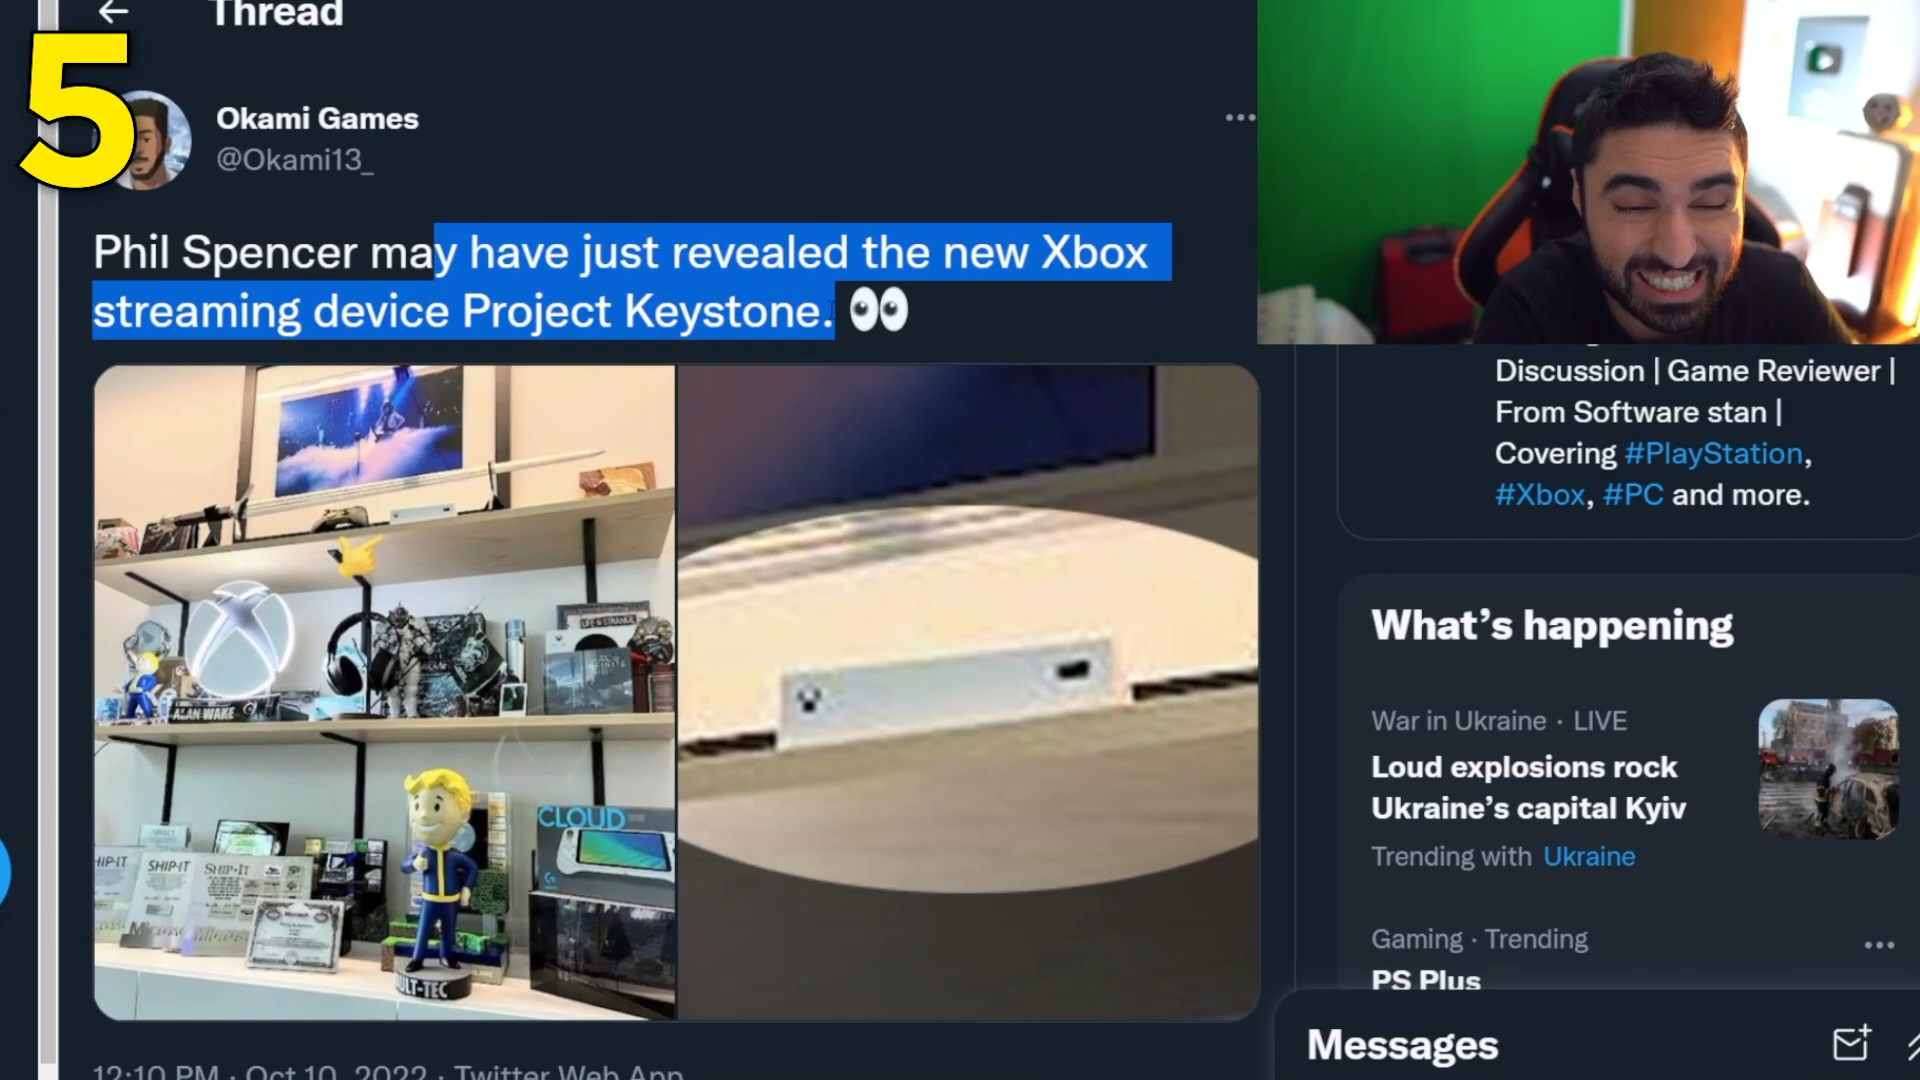 5
Thread
Okami Games
@Okami13_
Phil Spencer may have just revealed the new Xbox
streaming device Project Keystone. 👀
LIFE IS STRANGE
ALAN WAKE
CLOUD
SHIP-IT
SHIP-IT
ULT-TEC
12:10 PM · Oct 10, 2022 · Twitter Web App
Discussion | Game Reviewer |
From Software stan |
Covering #PlayStation,
#Xbox, #PC and more.
What's happening
War in Ukraine · LIVE
Loud explosions rock
Ukraine's capital Kyiv
Trending with Ukraine
Gaming · Trending
PS Plus
Messages